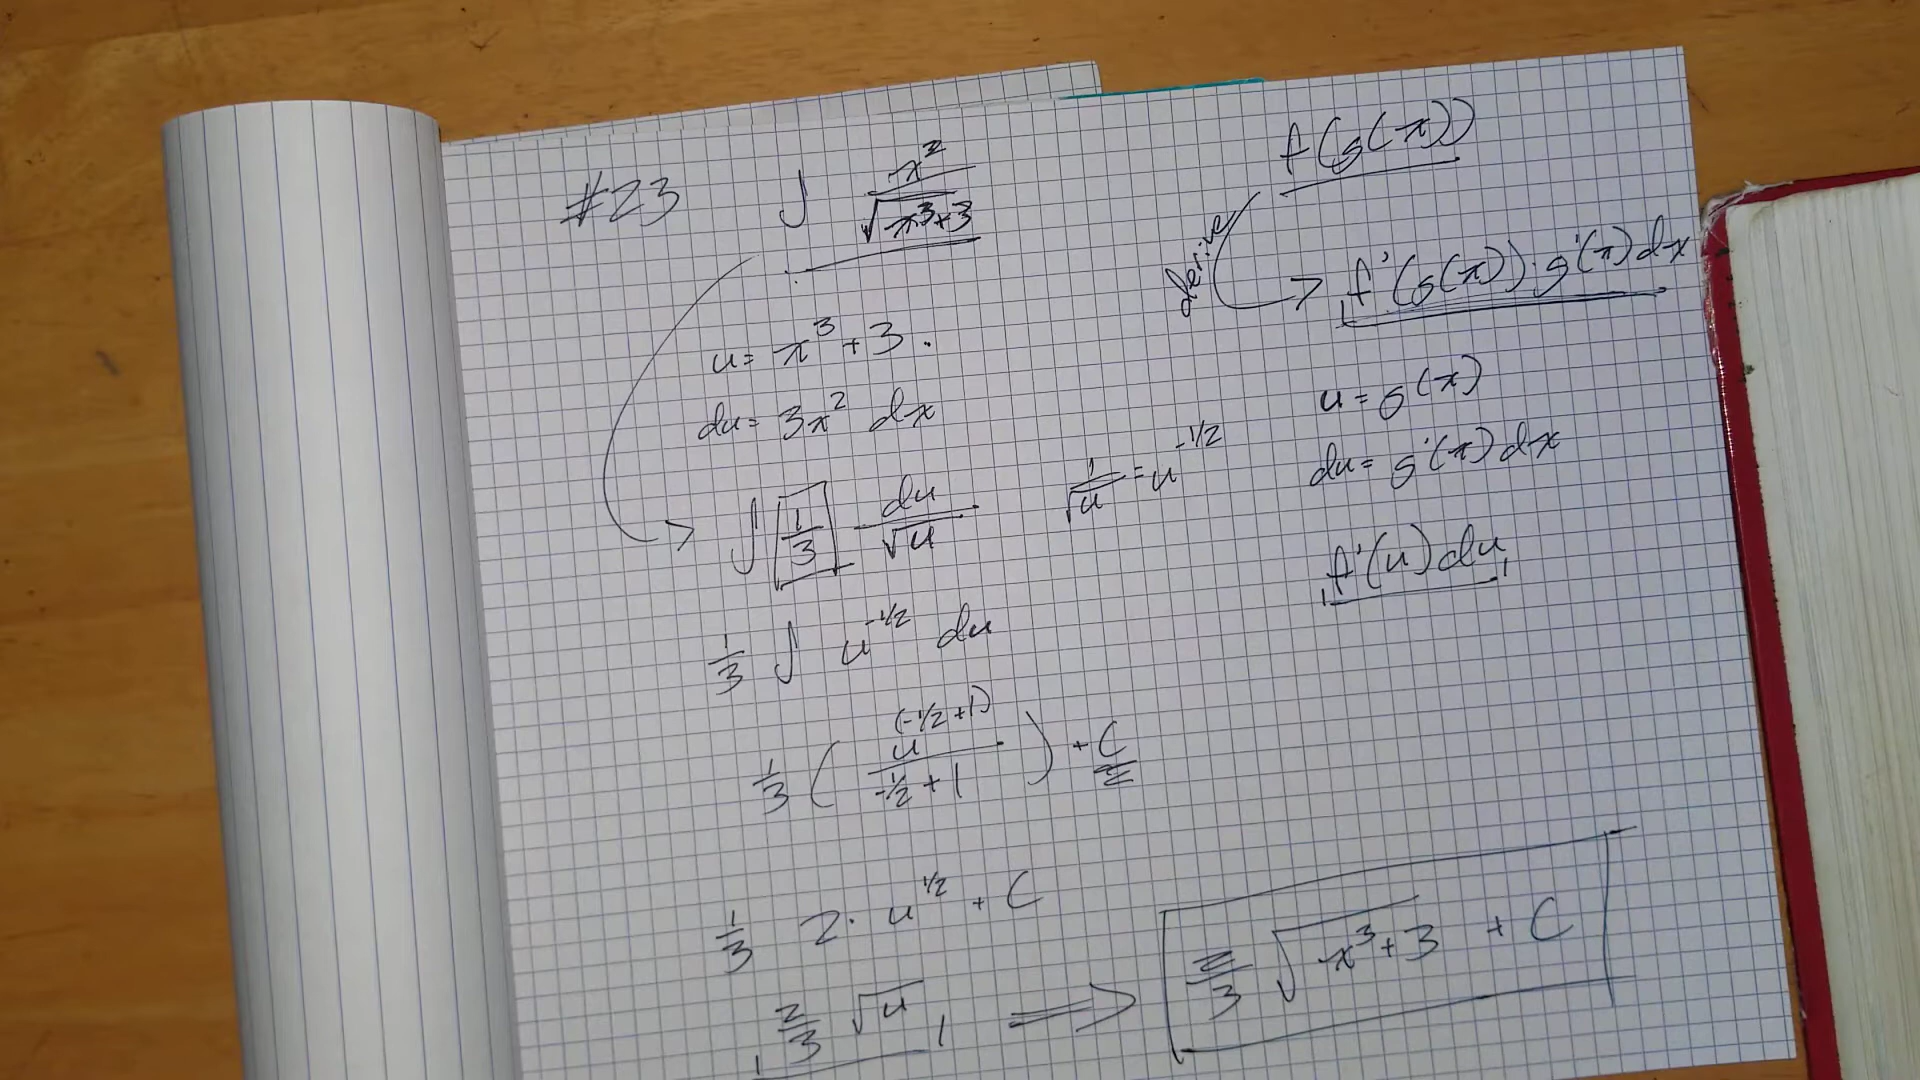 #23 ∫ x²/√(x³+3)
u = x³ + 3.
du = 3x² dx
∫ [1/3] du/√u
1/√u = u^(-1/2)
1/3 ∫ u^(-1/2) du
1/3 ( u^(-1/2+1) / (-1/2+1) ) + C
1/3 2 · u^(1/2) + C
2/3 √u ⇒ 2/3 √(x³+3) + C
f(g(x))
derive
→ f'(g(x)) · g'(x) dx
u = g(x)
du = g'(x) dx
f'(u) du